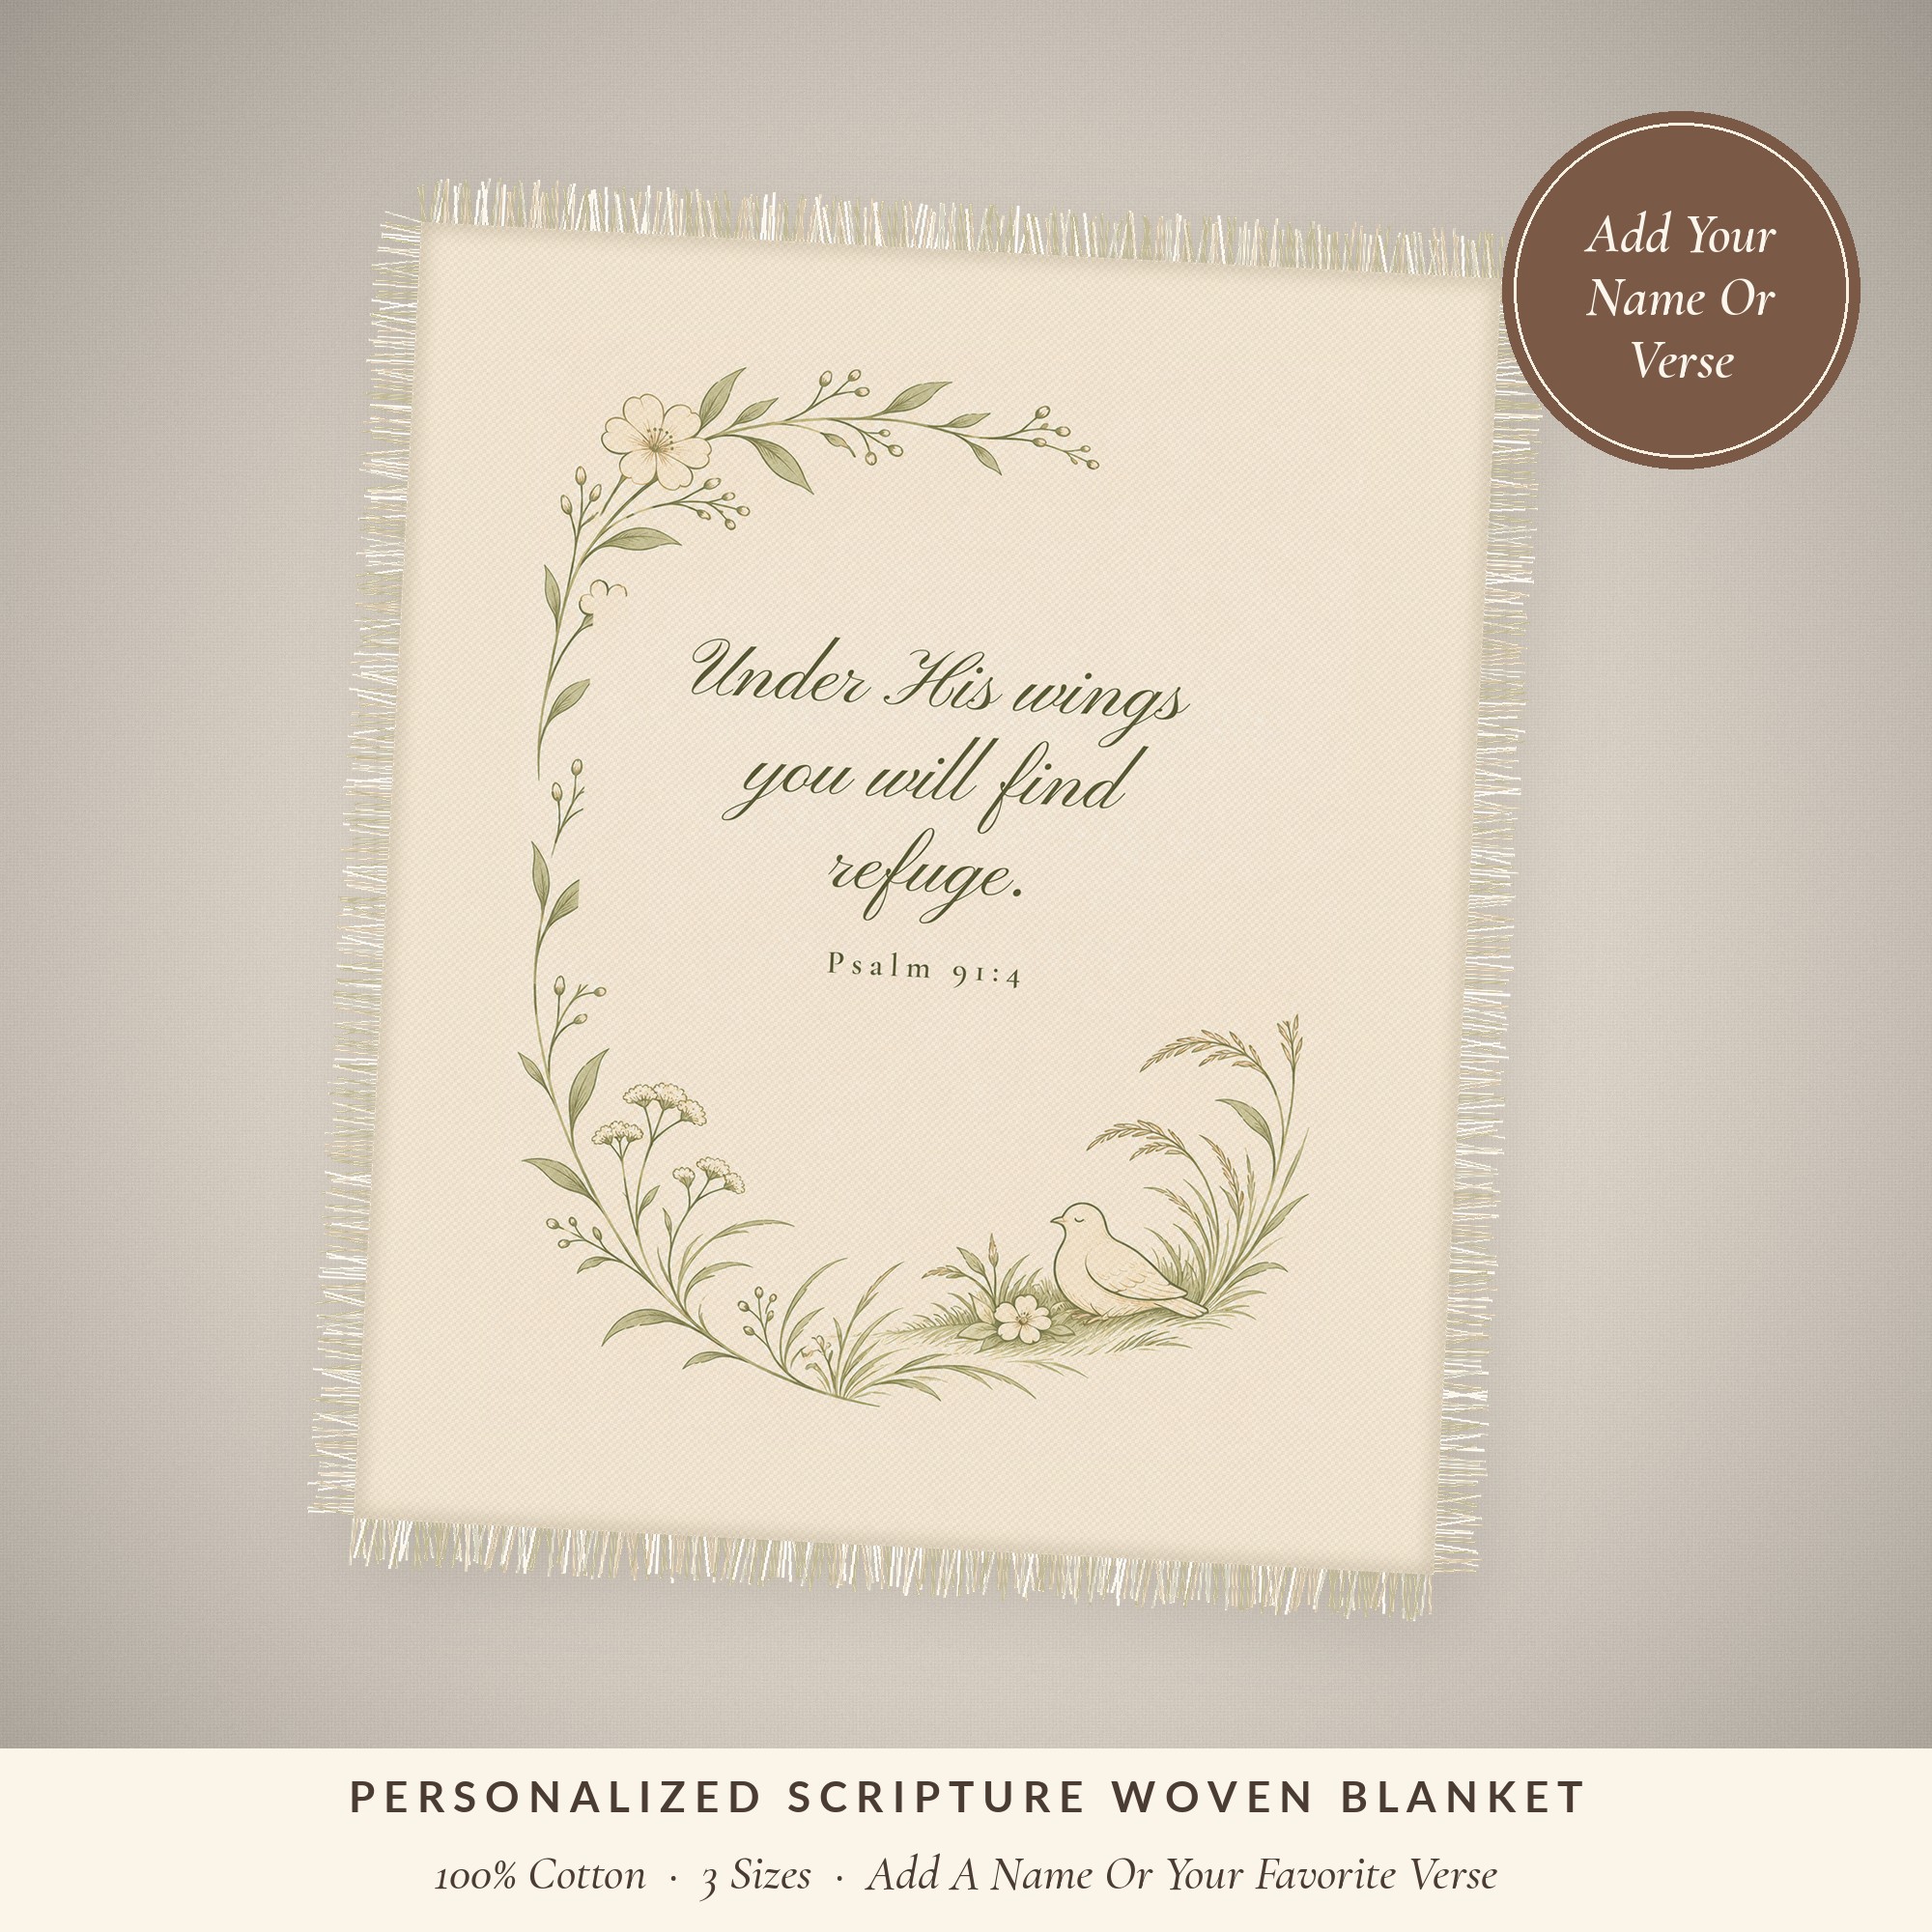 Add Your
Name Or
Verse
Under His wings
you will find
refuge.
Psalm 91:4
PERSONALIZED SCRIPTURE WOVEN BLANKET
100% Cotton · 3 Sizes · Add A Name Or Your Favorite Verse